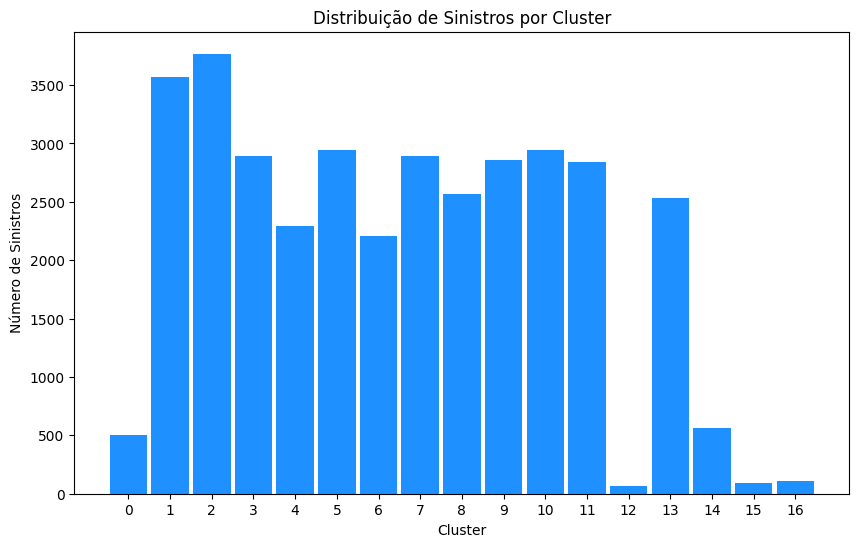 Distribuição de Sinistros por Cluster
Número de Sinistros
3500
3000
2500
2000
1500
1000
500
0
0 1 2 3 4 5 6 7 8 9 10 11 12 13 14 15 16
Cluster